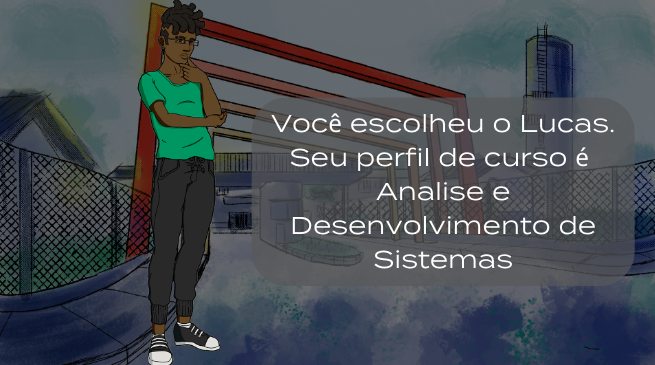 Você escolheu o Lucas.
Seu perfil de curso é
Analise e
Desenvolvimento de
Sistemas